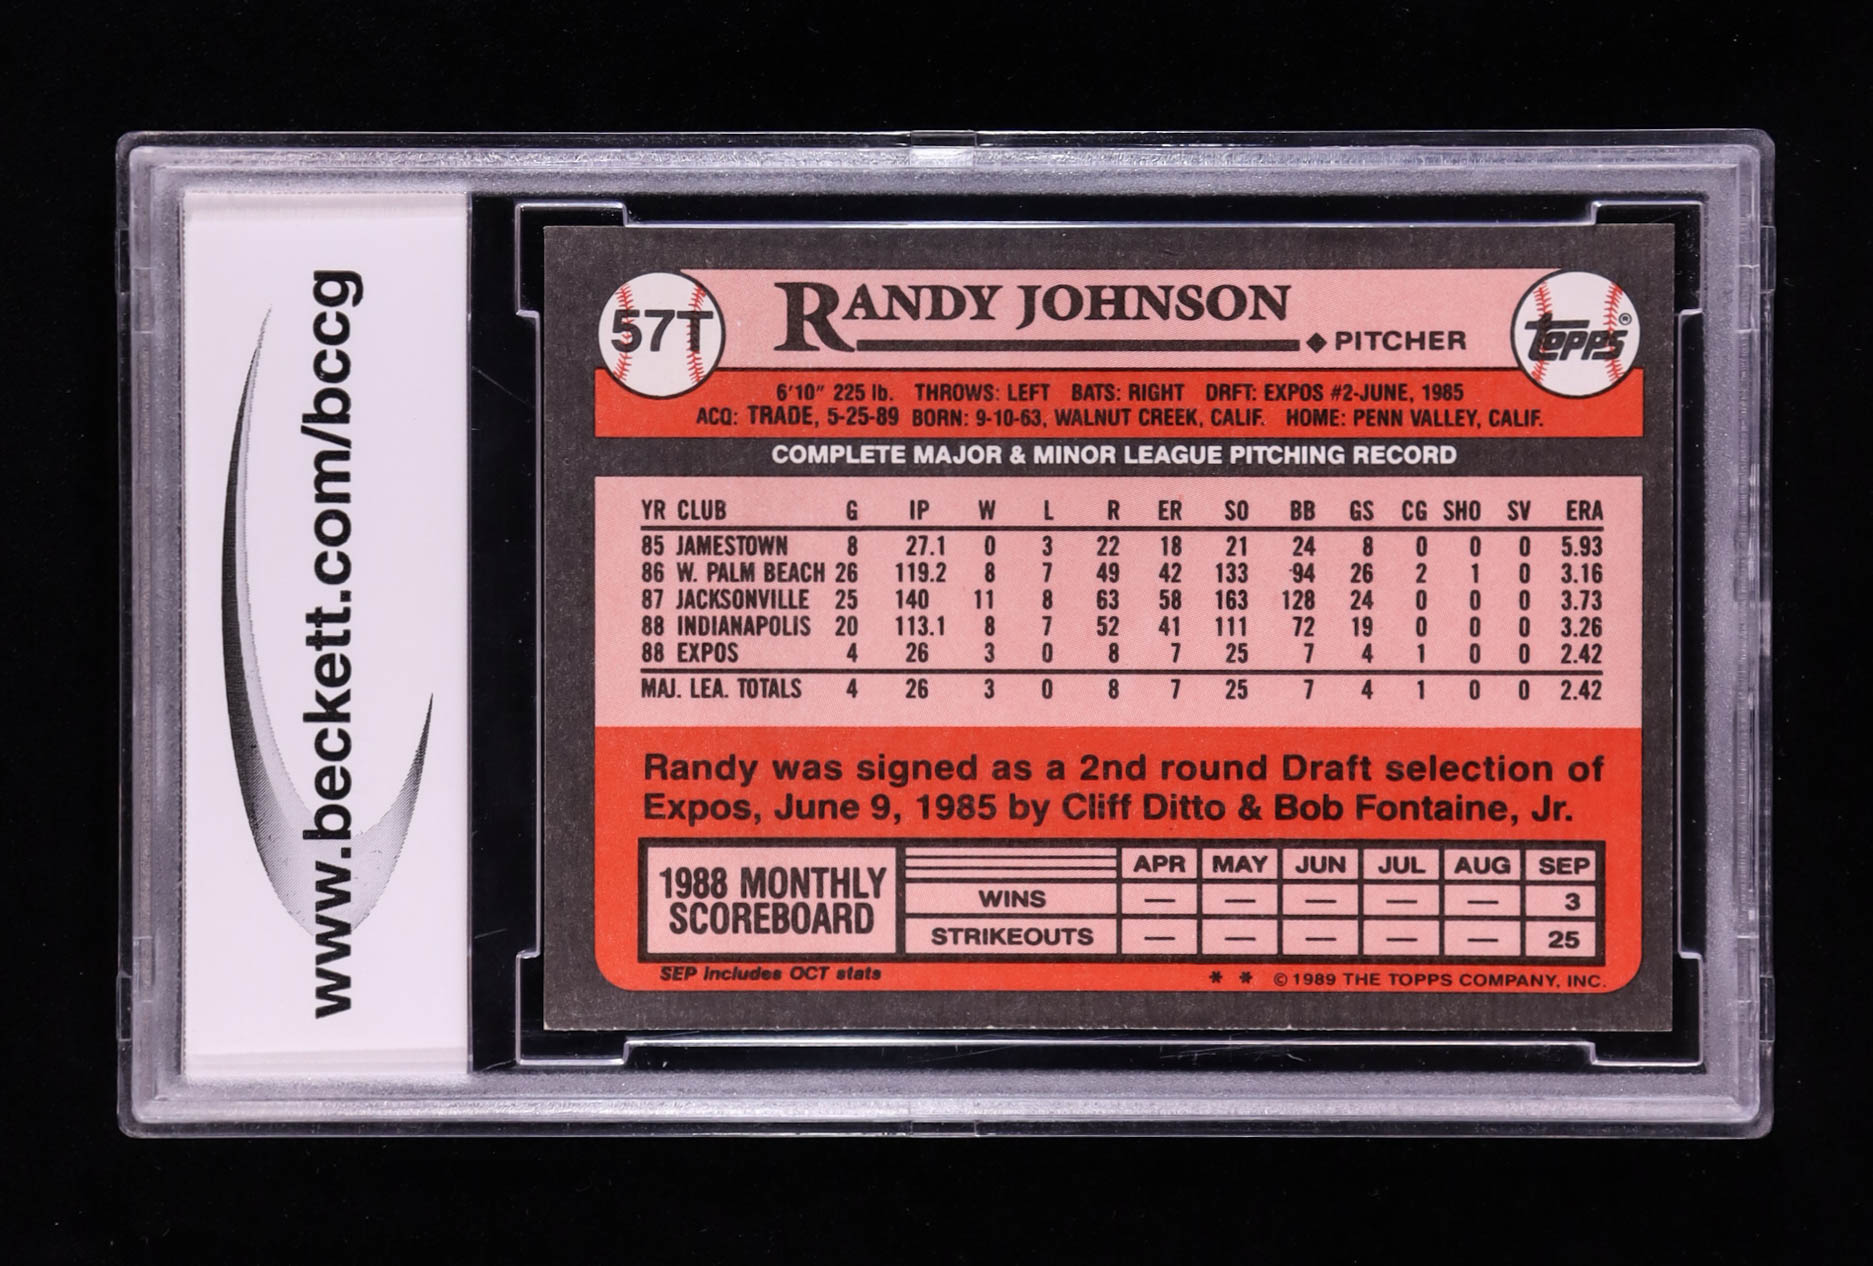 www.beckett.com/bccg
57T
RANDY JOHNSON
◆ PITCHER
TOPPS®
6'10" 225 lb. THROWS: LEFT BATS: RIGHT DRFT: EXPOS #2-JUNE, 1985
ACQ: TRADE, 5-25-89 BORN: 9-10-63, WALNUT CREEK, CALIF. HOME: PENN VALLEY, CALIF.
COMPLETE MAJOR & MINOR LEAGUE PITCHING RECORD
YR CLUB G IP W L R ER SO BB GS CG SHO SV ERA
85 JAMESTOWN 8 27.1 0 3 22 18 21 24 8 0 0 0 5.93
86 W. PALM BEACH 26 119.2 8 7 49 42 133 94 26 2 1 0 3.16
87 JACKSONVILLE 25 140 11 8 63 58 163 128 24 0 0 0 3.73
88 INDIANAPOLIS 20 113.1 8 7 52 41 111 72 19 0 0 0 3.26
88 EXPOS 4 26 3 0 8 7 25 7 4 1 0 0 2.42
MAJ. LEA. TOTALS 4 26 3 0 8 7 25 7 4 1 0 0 2.42
Randy was signed as a 2nd round Draft selection of
Expos, June 9, 1985 by Cliff Ditto & Bob Fontaine, Jr.
1988 MONTHLY
SCOREBOARD
APR MAY JUN JUL AUG SEP
WINS — — — — — 3
STRIKEOUTS — — — — — 25
SEP includes OCT stats
* * © 1989 THE TOPPS COMPANY, INC.